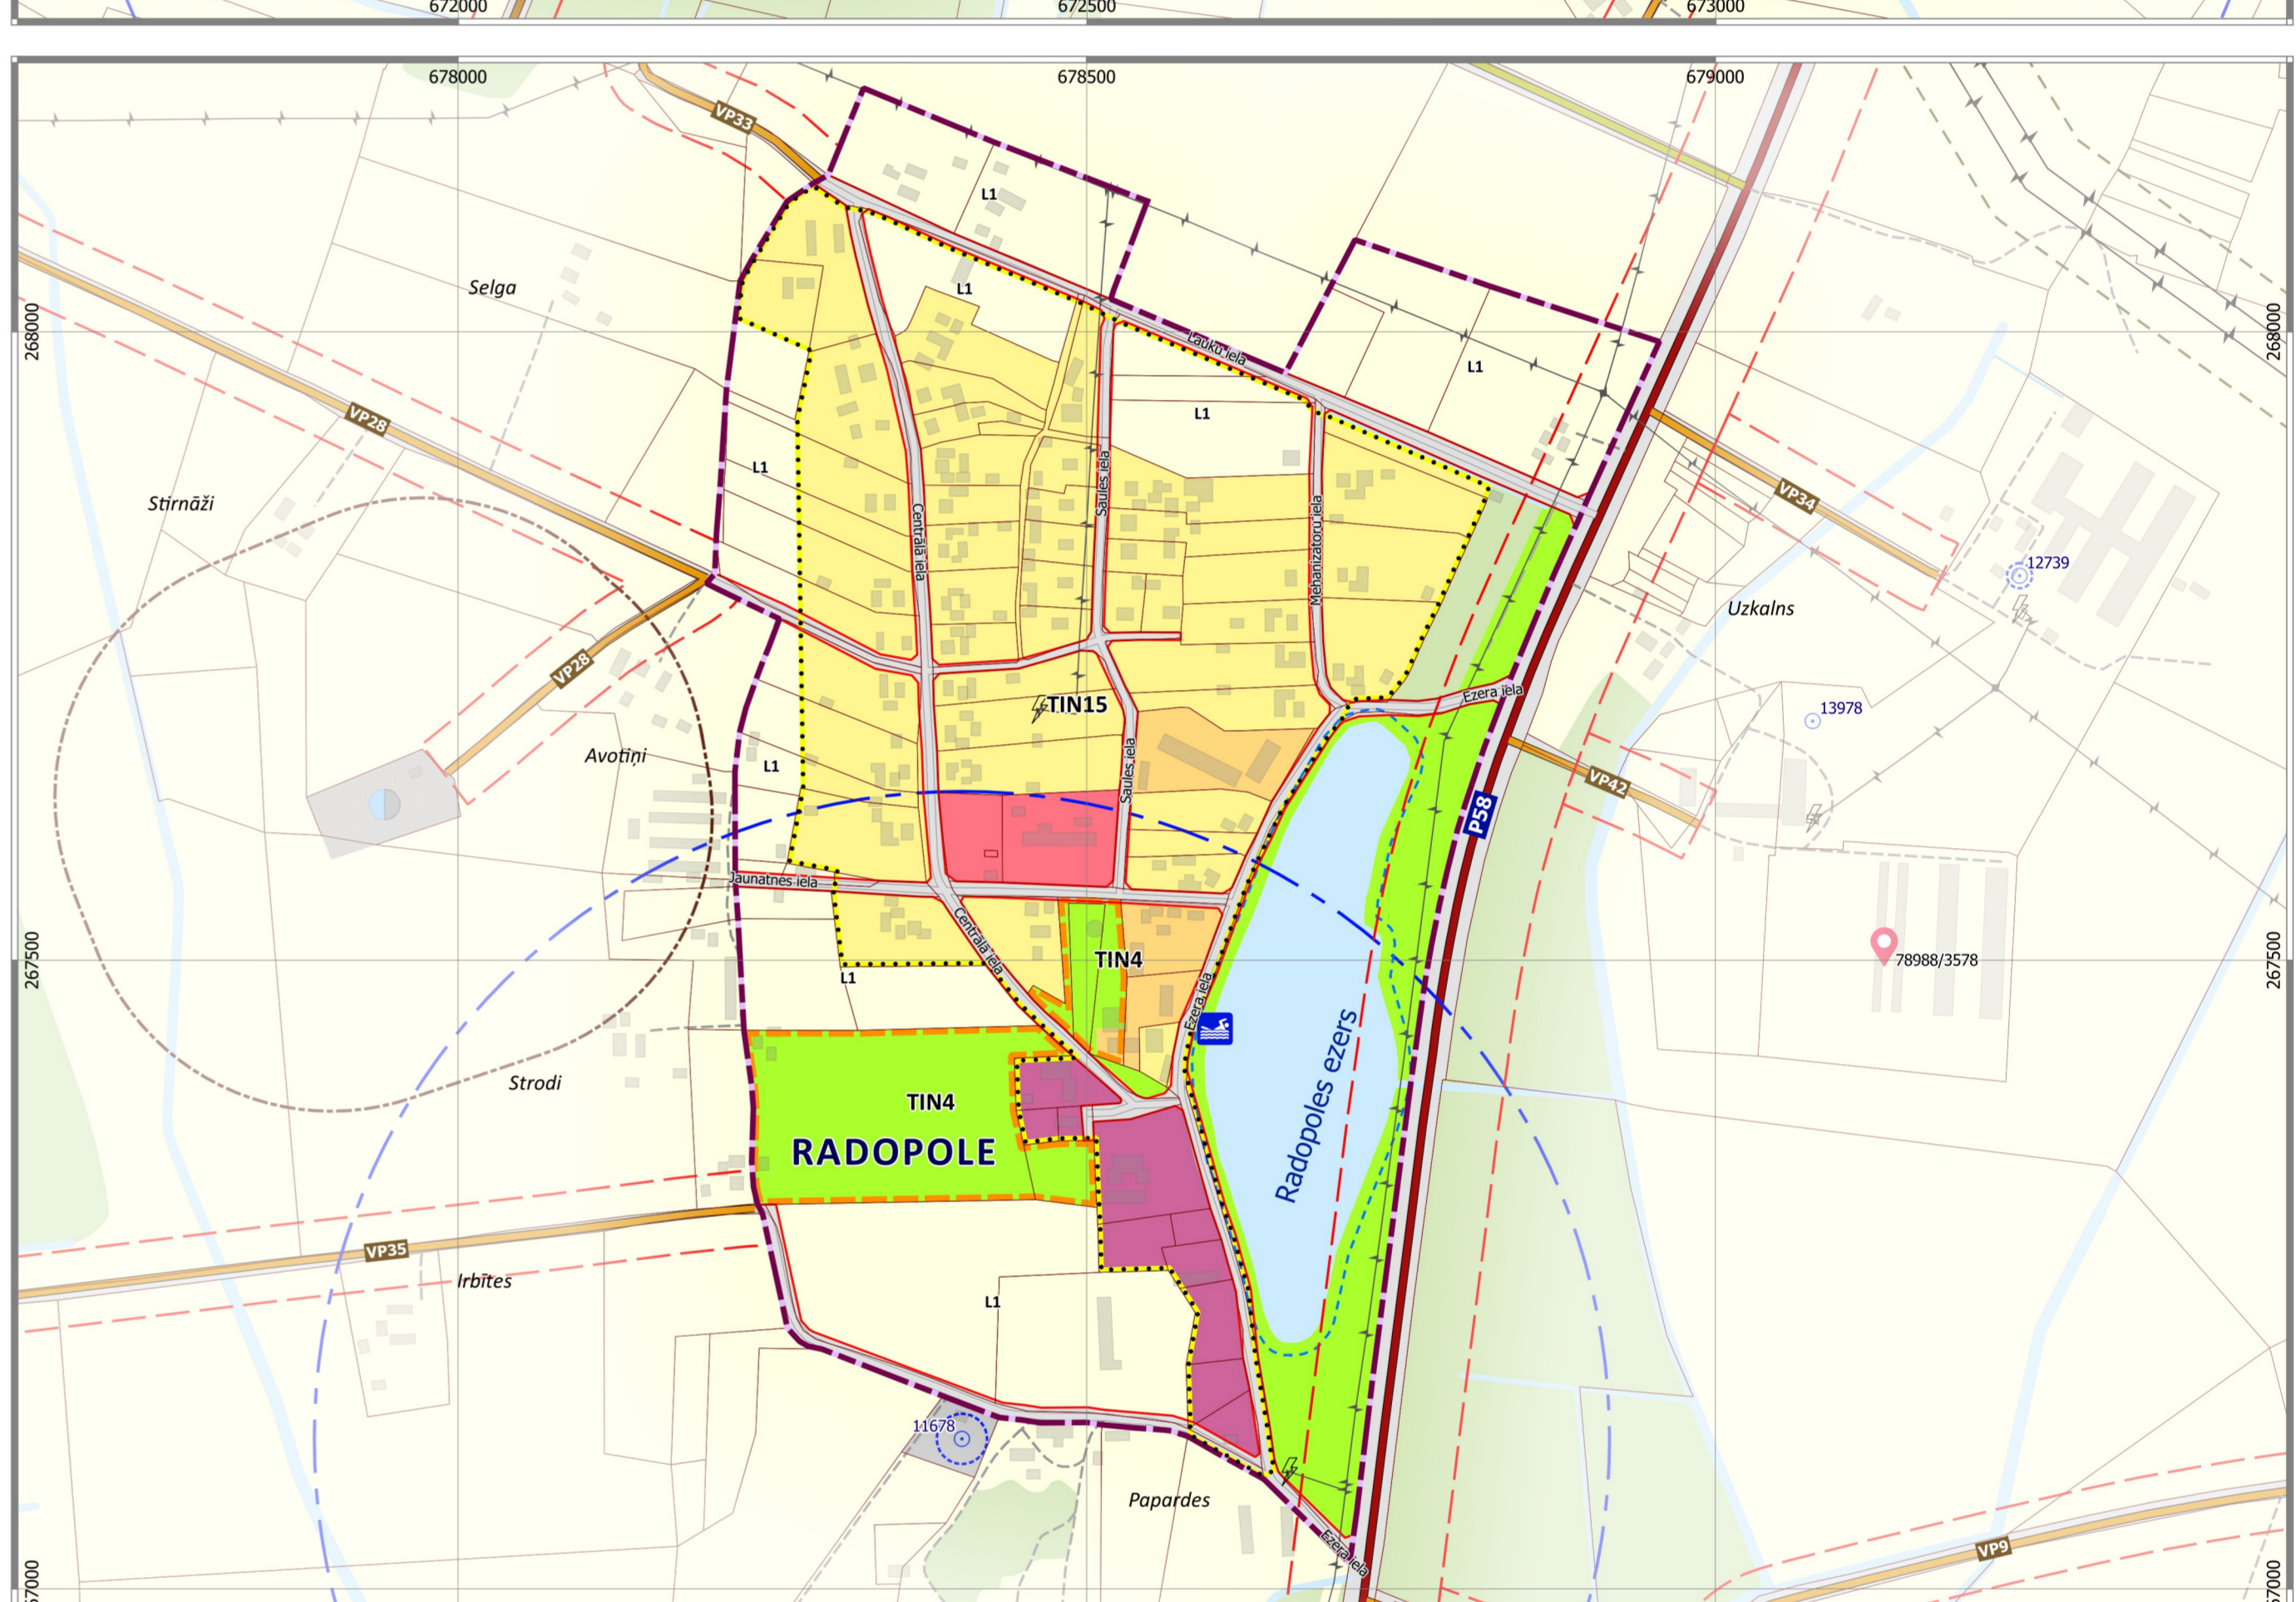 672000
672500
673000
678000
678500
679000
VP33
L1
Selga
268000
L1
268000
Lauku iela
L1
VP28
L1
L1
Saules iela
VP34
Stirnāži
Centrālā iela
Mehanizatoru iela
12739
Uzkalns
VP28
TIN15
Ezera iela
13978
Avotiņi
L1
Saules iela
VP42
P58
Jaunatnes iela
Centrālā iela
267500
TIN4
78988/3578
267500
L1
Ezera iela
Radopoles ezers
Strodi
TIN4
RADOPOLE
VP35
Irbītes
L1
11678
Papardes
Ezera iela
VP9
67000
67000